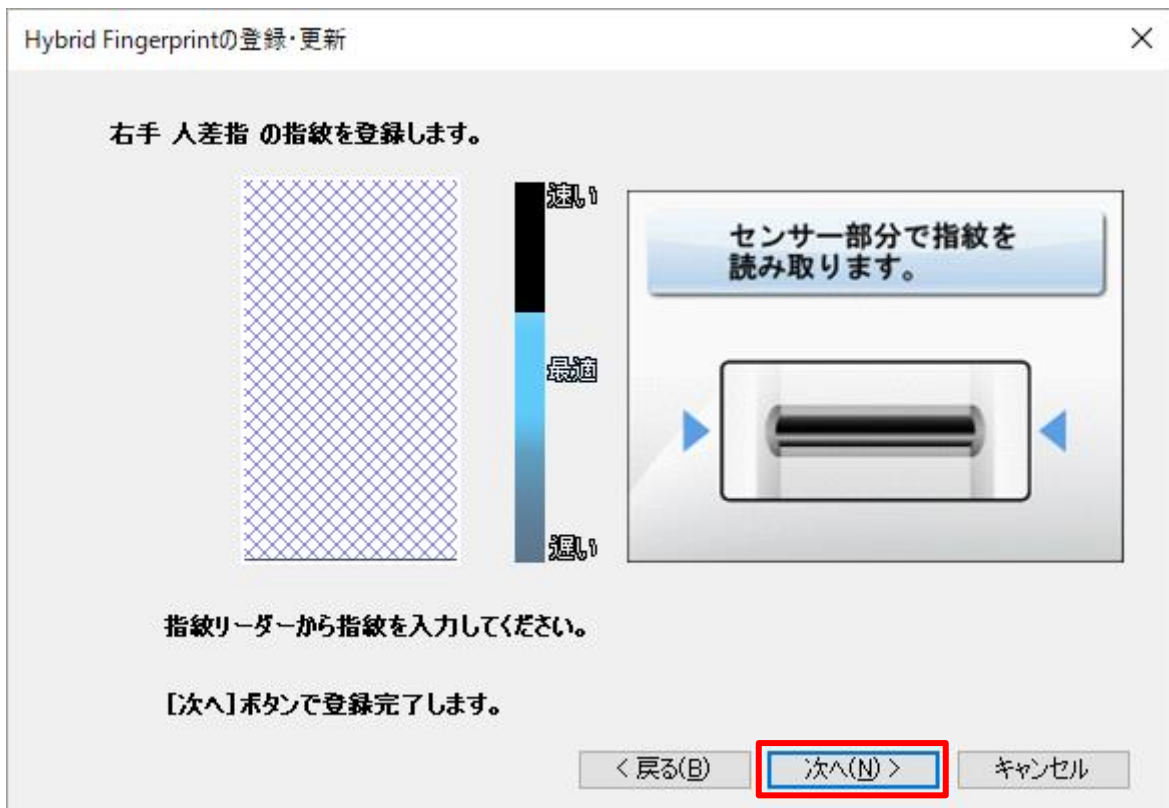 Hybrid Fingerprintの登録・更新
右手 人差指 の指紋を登録します。
速い
最適
遅い
センサー部分で指紋を
読み取ります。
指紋リーダーから指紋を入力してください。
[次へ]ボタンで登録完了します。
< 戻る(B)
次へ(N) >
キャンセル